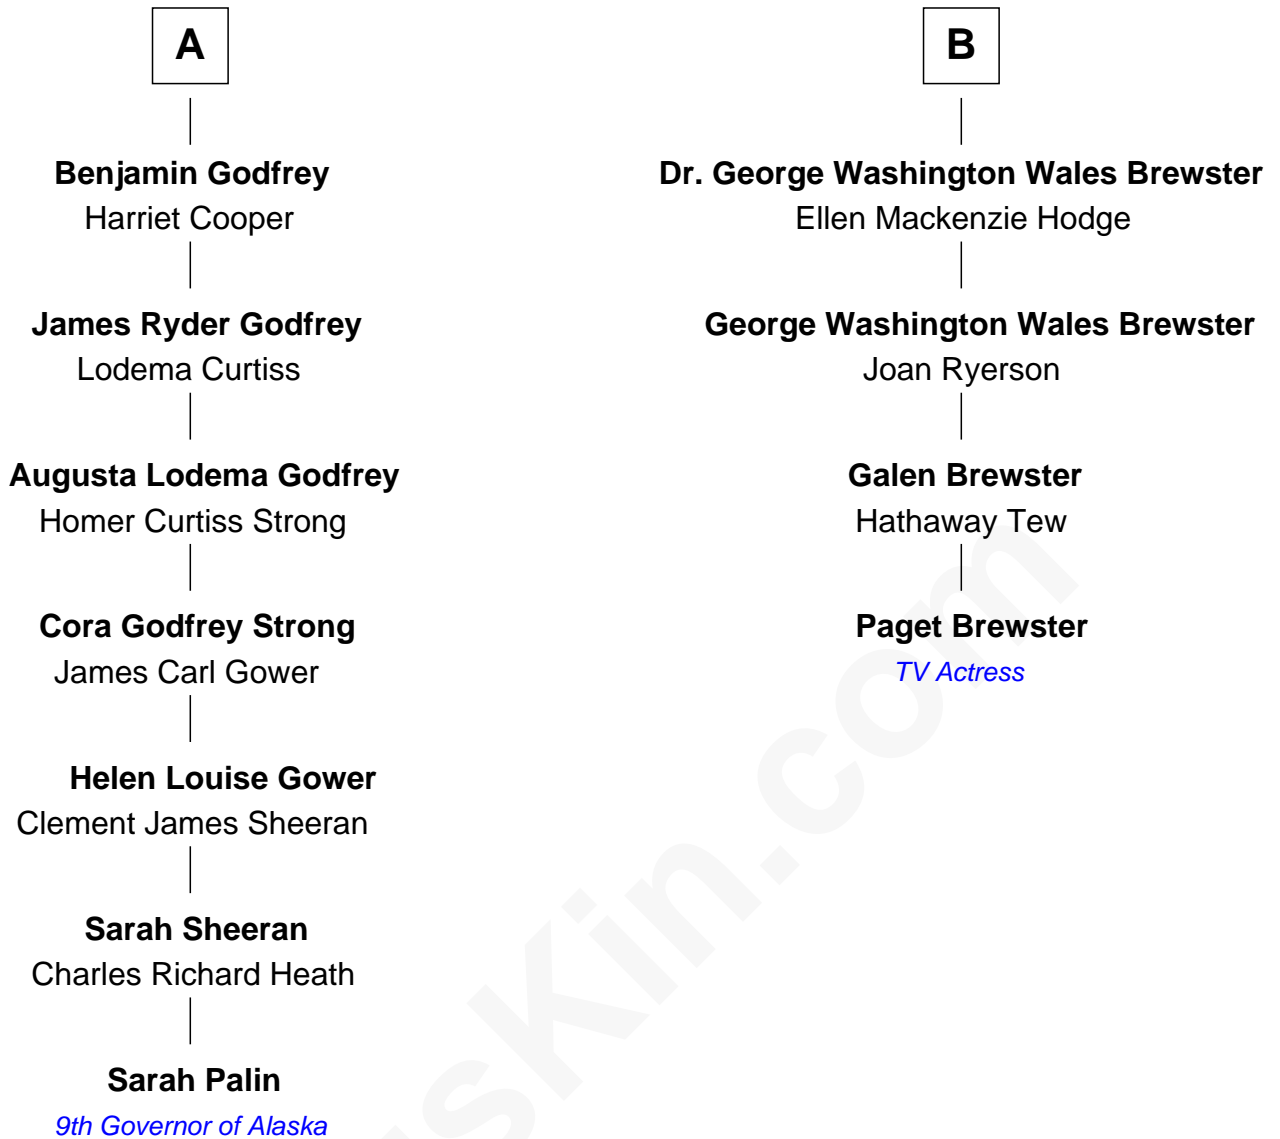 A
Benjamin Godfrey
Harriet Cooper
James Ryder Godfrey
Lodema Curtiss
Augusta Lodema Godfrey
Homer Curtiss Strong
Cora Godfrey Strong
James Carl Gower
Helen Louise Gower
Clement James Sheeran
Sarah Sheeran
Charles Richard Heath
Sarah Palin
9th Governor of Alaska
B
Dr. George Washington Wales Brewster
Ellen Mackenzie Hodge
George Washington Wales Brewster
Joan Ryerson
Galen Brewster
Hathaway Tew
Paget Brewster
TV Actress
sKin.com